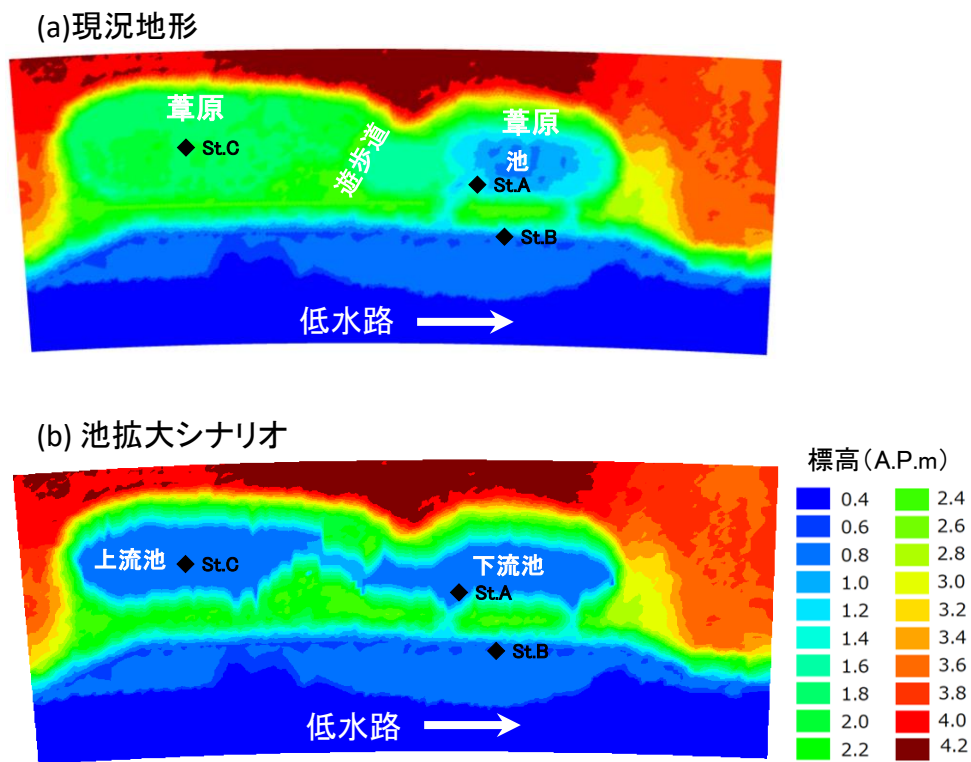 (a)現況地形
葦原
葦原
遊歩道
池
St.C
St.A
St.B
低水路
(b) 池拡大シナリオ
標高(A.P.m)
上流池
St.C
下流池
St.A
St.B
低水路
0.4 2.4
0.6 2.6
0.8 2.8
1.0 3.0
1.2 3.2
1.4 3.4
1.6 3.6
1.8 3.8
2.0 4.0
2.2 4.2